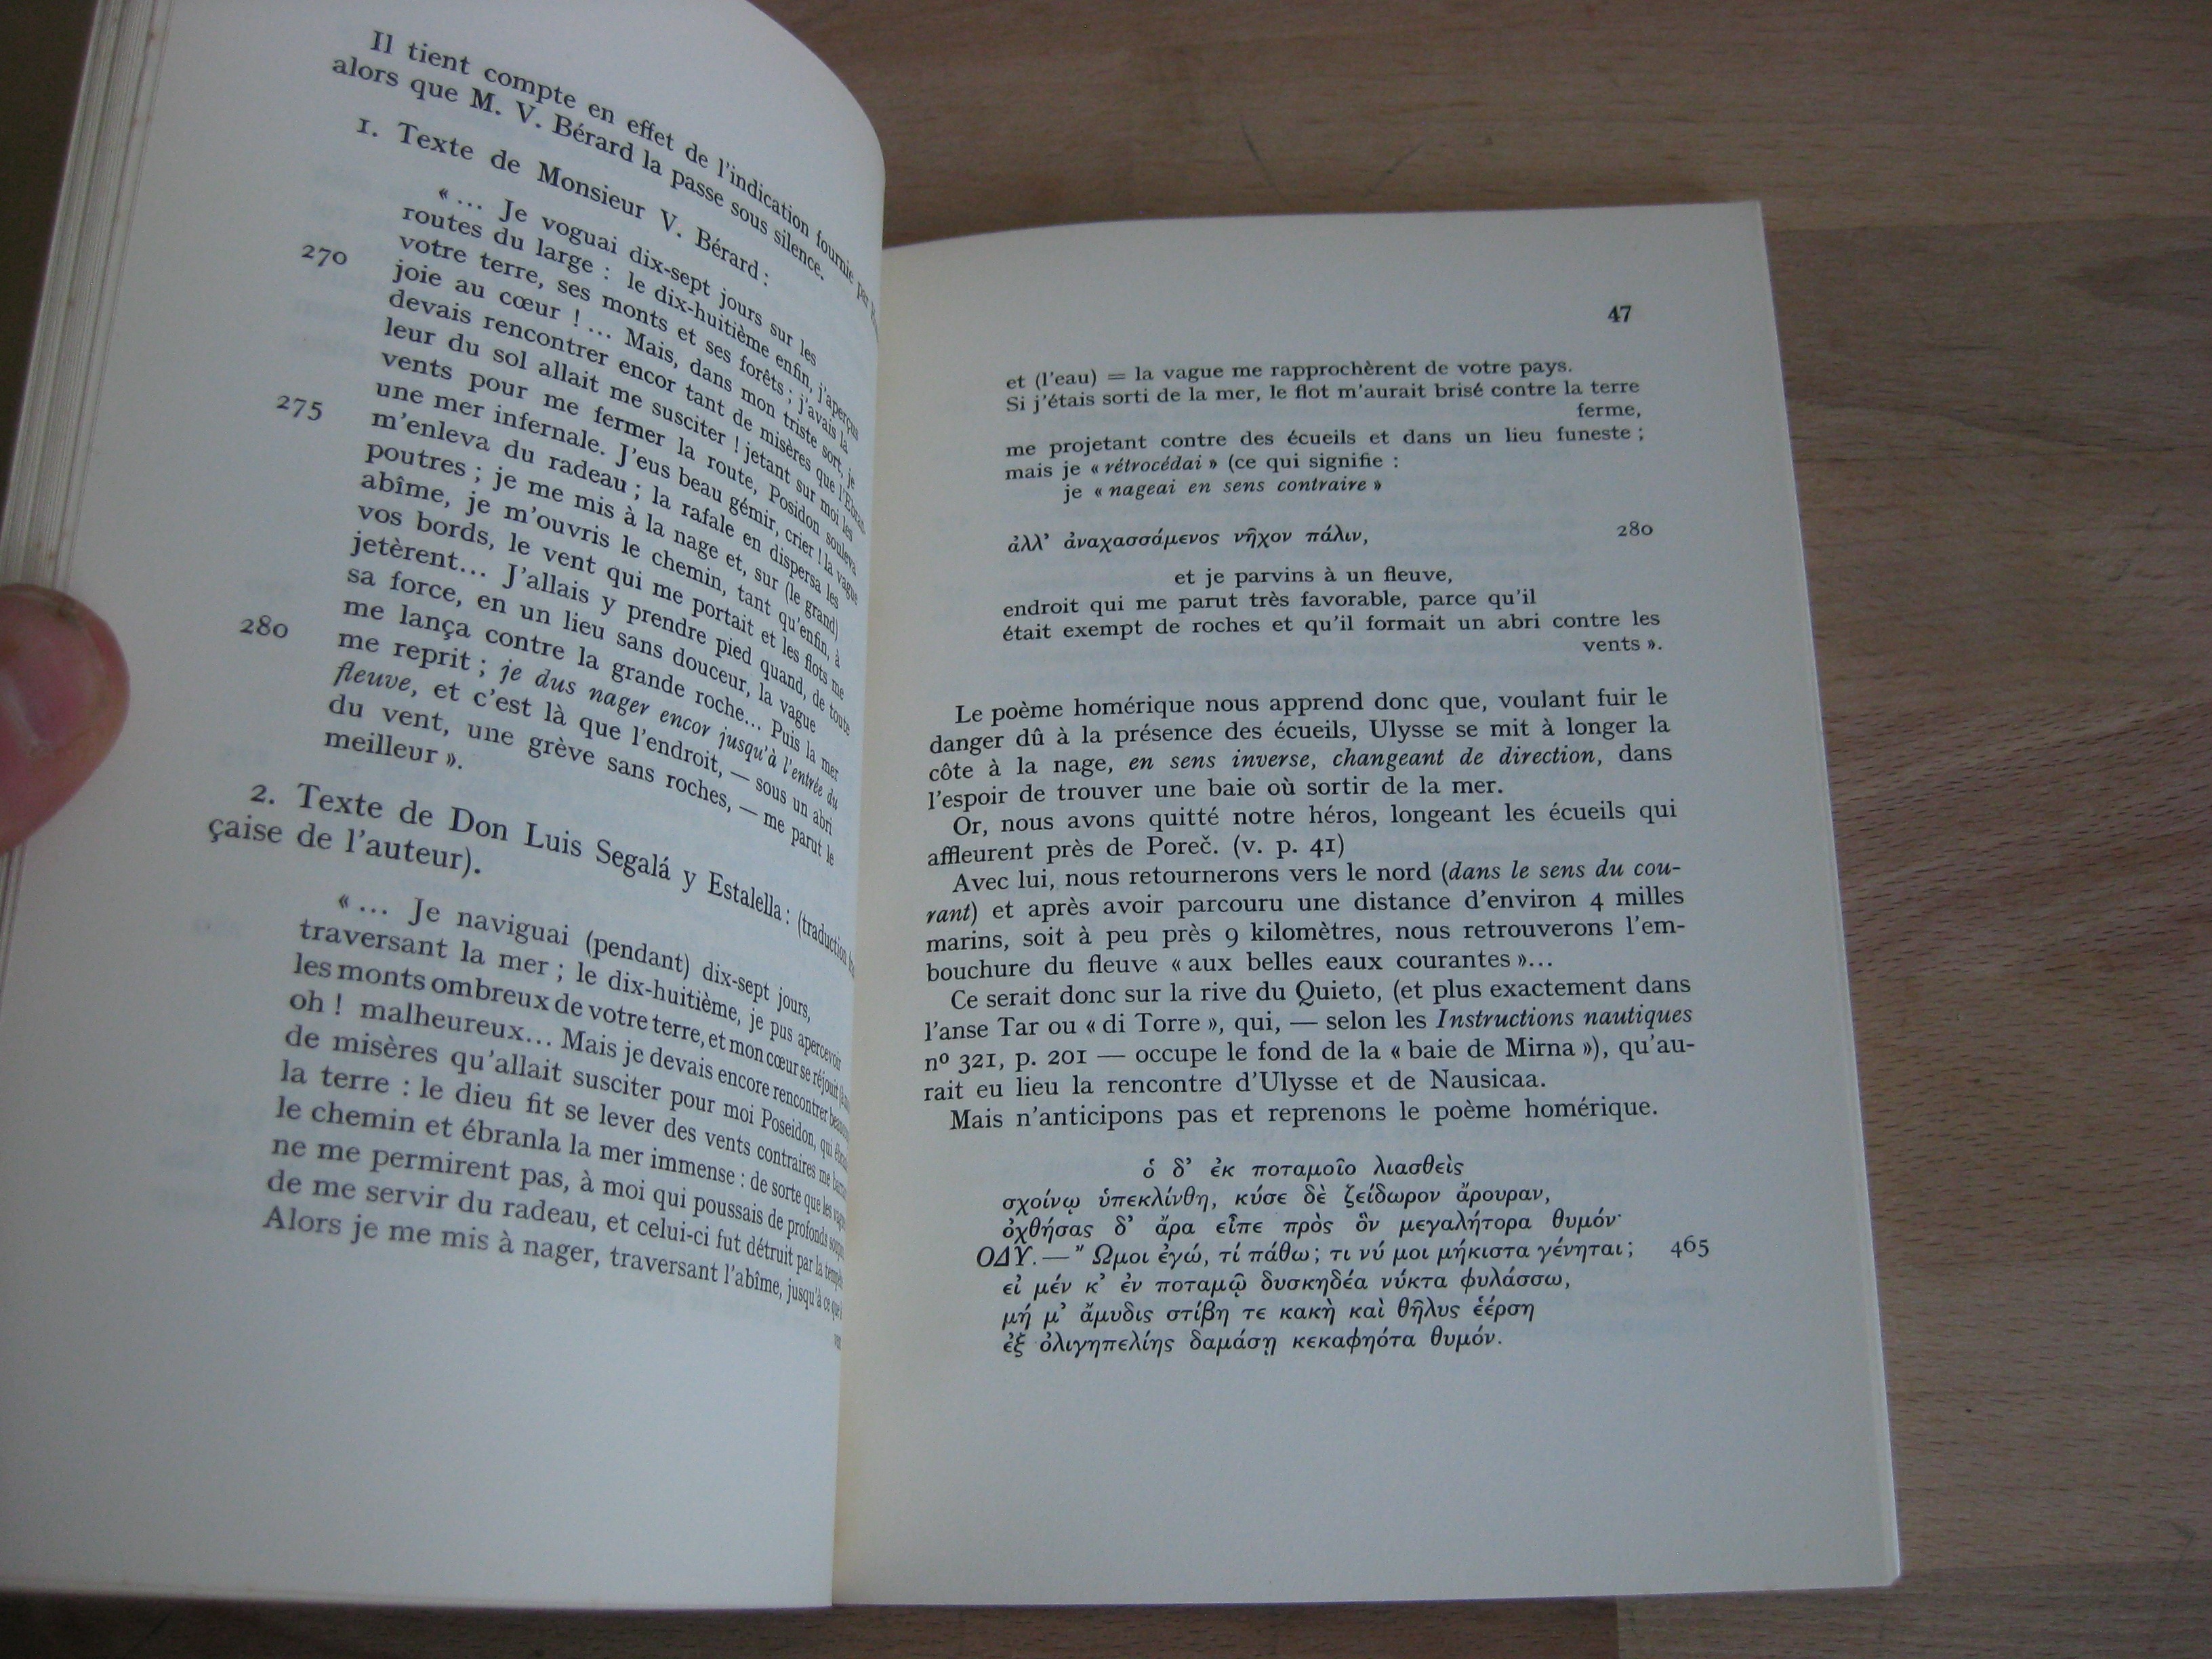 Il tient compte en effet de l'indication fournie par
alors que M. V. Bérard la passe sous silence.
1. Texte de Monsieur V. Bérard :
« ... Je voguai dix-sept jours sur les
routes du large : le dix-huitième enfin, j'aperçus
votre terre, ses monts et ses forêts ; j'avais la
270 joie au cœur ! ... Mais, dans mon triste sort, je
devais rencontrer encor tant de misères que l'Ébran-
leur du sol allait me susciter ! jetant sur moi les
vents pour me fermer la route, Posidon souleva
une mer infernale. J'eus beau gémir, crier ! la vague
275 m'enleva du radeau ; la rafale en dispersa les
poutres ; je me mis à la nage et, sur (le grand)
abîme, je m'ouvris le chemin, tant qu'enfin, à
vos bords, le vent qui me portait et les flots me
jetèrent... J'allais y prendre pied quand, de toute
sa force, en un lieu sans douceur, la vague
me lança contre la grande roche... Puis la mer
280 me reprit ; je dus nager encor jusqu'à l'entrée du
fleuve, et c'est là que l'endroit, — sous un abri
du vent, une grève sans roches, — me parut le
meilleur ».
2. Texte de Don Luis Segalá y Estalella : (traduction
çaise de l'auteur).
« ... Je naviguai (pendant) dix-sept jours,
traversant la mer ; le dix-huitième, je pus apercevoir
les monts ombreux de votre terre, et mon cœur se réjouit
oh ! malheureux... Mais je devais encore rencontrer
de misères qu'allait susciter pour moi Poseidon, qui
la terre : le dieu fit se lever des vents contraires me
le chemin et ébranla la mer immense : de sorte que les
ne me permirent pas, à moi qui poussais de profonds
de me servir du radeau, et celui-ci fut détruit par la
Alors je me mis à nager, traversant l'abîme, jusqu'à ce que
47
et (l'eau) = la vague me rapprochèrent de votre pays.
Si j'étais sorti de la mer, le flot m'aurait brisé contre la terre
ferme,
me projetant contre des écueils et dans un lieu funeste ;
mais je « rétrocédai » (ce qui signifie :
je « nageai en sens contraire »
ἀλλ' ἀναχασσάμενος νῆχον πάλιν, 280
et je parvins à un fleuve,
endroit qui me parut très favorable, parce qu'il
était exempt de roches et qu'il formait un abri contre les
vents ».
Le poème homérique nous apprend donc que, voulant fuir le
danger dû à la présence des écueils, Ulysse se mit à longer la
côte à la nage, en sens inverse, changeant de direction, dans
l'espoir de trouver une baie où sortir de la mer.
Or, nous avons quitté notre héros, longeant les écueils qui
affleurent près de Poreč. (v. p. 41)
Avec lui, nous retournerons vers le nord (dans le sens du cou-
rant) et après avoir parcouru une distance d'environ 4 milles
marins, soit à peu près 9 kilomètres, nous retrouverons l'em-
bouchure du fleuve « aux belles eaux courantes »...
Ce serait donc sur la rive du Quieto, (et plus exactement dans
l'anse Tar ou « di Torre », qui, — selon les Instructions nautiques
nº 321, p. 201 — occupe le fond de la « baie de Mirna »), qu'au-
rait eu lieu la rencontre d'Ulysse et de Nausicaa.
Mais n'anticipons pas et reprenons le poème homérique.
ὁ δ' ἐκ ποταμοῖο λιασθεὶς
σχοίνῳ ὑπεκλίνθη, κύσε δὲ ζείδωρον ἄρουραν,
ὀχθήσας δ' ἄρα εἶπε πρὸς ὃν μεγαλήτορα θυμόν·
ΟΔΥ. — "Ωμοι ἐγώ, τί πάθω ; τι νύ μοι μήκιστα γένηται ; 465
εἰ μέν κ' ἐν ποταμῷ δυσκηδέα νύκτα φυλάσσω,
μή μ' ἄμυδις στίβη τε κακὴ καὶ θῆλυς ἐέρση
ἐξ ὀλιγηπελίης δαμάσῃ κεκαφηότα θυμόν.